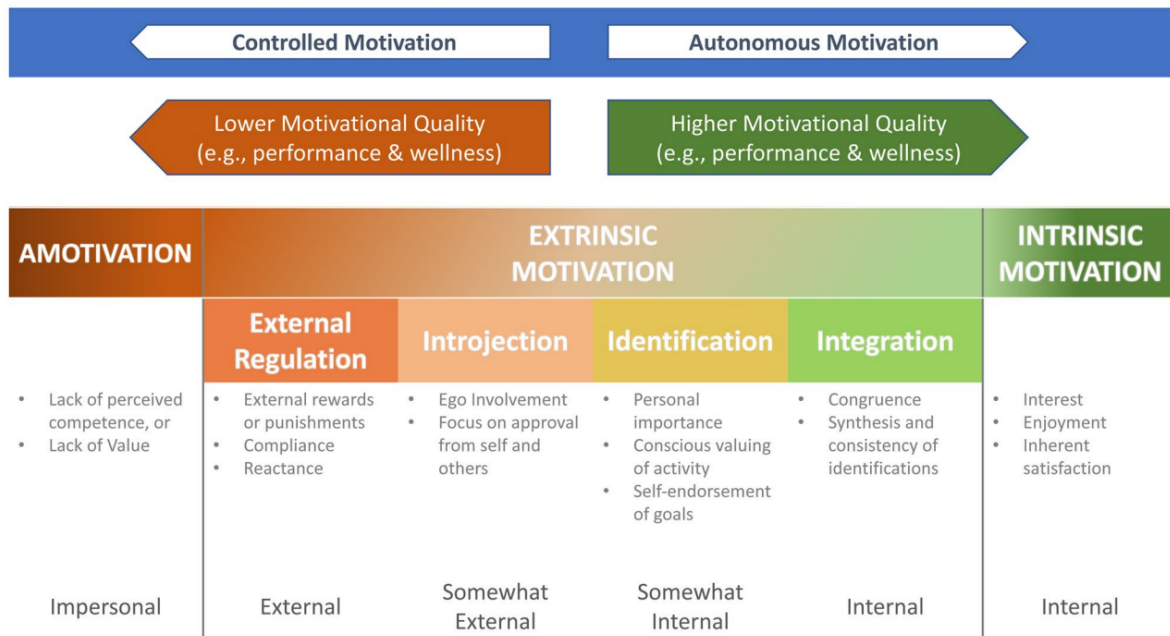 Controlled Motivation
Autonomous Motivation
Lower Motivational Quality
(e.g., performance & wellness)
Higher Motivational Quality
(e.g., performance & wellness)
AMOTIVATION
EXTRINSIC
MOTIVATION
INTRINSIC
MOTIVATION
External
Regulation
Introjection
Identification
Integration
• Lack of perceived
competence, or
• Lack of Value
• External rewards
or punishments
• Compliance
• Reactance
• Ego Involvement
• Focus on approval
from self and
others
• Personal
importance
• Conscious valuing
of activity
• Self-endorsement
of goals
• Congruence
• Synthesis and
consistency of
identifications
• Interest
• Enjoyment
• Inherent
satisfaction
Impersonal
External
Somewhat
External
Somewhat
Internal
Internal
Internal